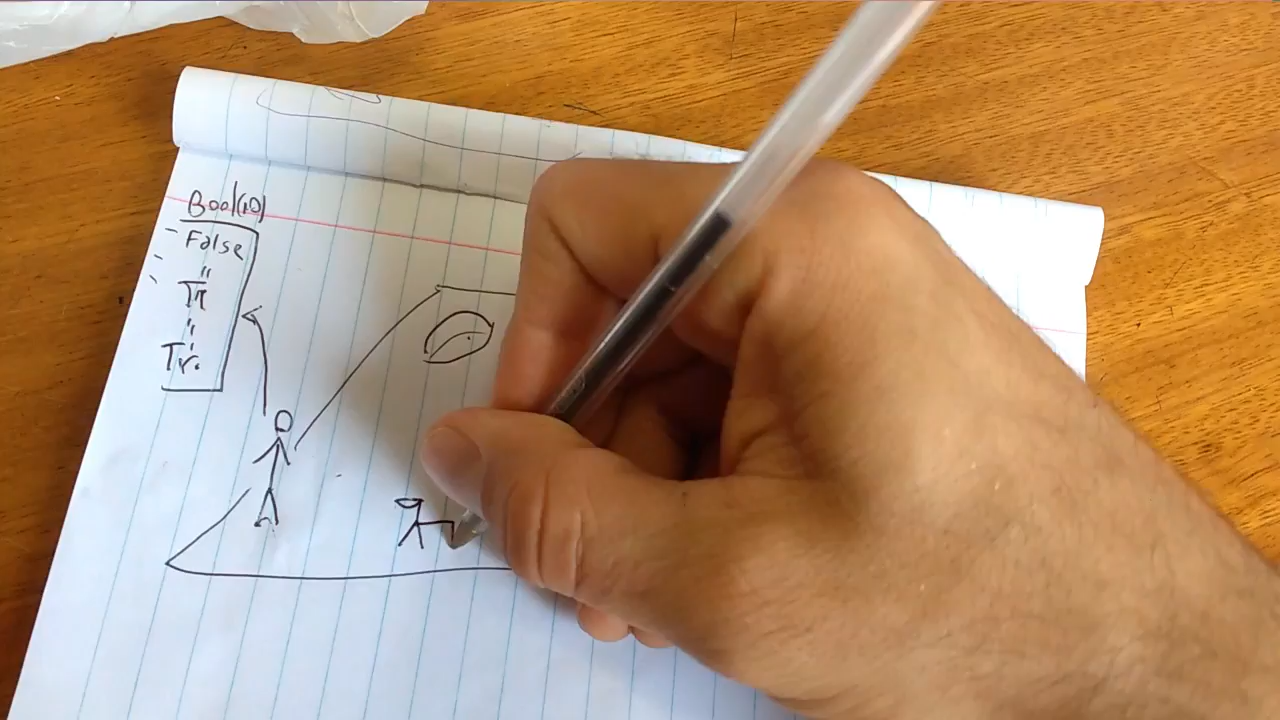 Bool(10)
- False
"
Tr
"
Tr.